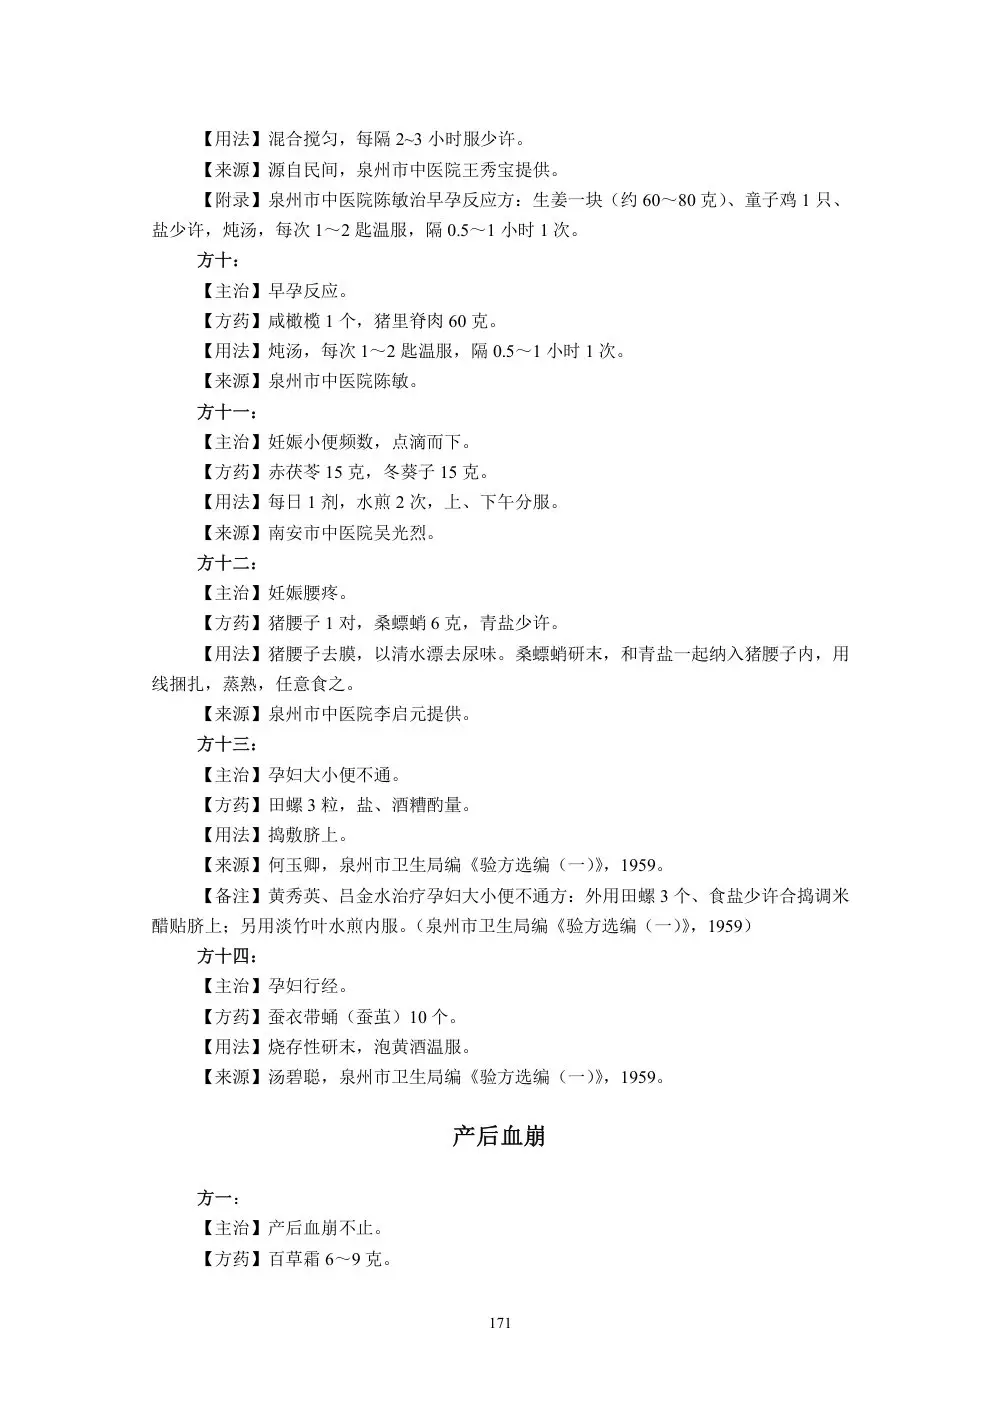 【用法】混合搅匀，每隔 2~3 小时服少许。
【来源】源自民间，泉州市中医院王秀宝提供。
【附录】泉州市中医院陈敏治早孕反应方：生姜一块（约 60～80 克）、童子鸡 1 只、
盐少许，炖汤，每次 1～2 匙温服，隔 0.5～1 小时 1 次。
方十：
【主治】早孕反应。
【方药】咸橄榄 1 个，猪里脊肉 60 克。
【用法】炖汤，每次 1～2 匙温服，隔 0.5～1 小时 1 次。
【来源】泉州市中医院陈敏。
方十一：
【主治】妊娠小便频数，点滴而下。
【方药】赤茯苓 15 克，冬葵子 15 克。
【用法】每日 1 剂，水煎 2 次，上、下午分服。
【来源】南安市中医院吴光烈。
方十二：
【主治】妊娠腰疼。
【方药】猪腰子 1 对，桑螵蛸 6 克，青盐少许。
【用法】猪腰子去膜，以清水漂去尿味。桑螵蛸研末，和青盐一起纳入猪腰子内，用
线捆扎，蒸熟，任意食之。
【来源】泉州市中医院李启元提供。
方十三：
【主治】孕妇大小便不通。
【方药】田螺 3 粒，盐、酒糟酌量。
【用法】捣敷脐上。
【来源】何玉卿，泉州市卫生局编《验方选编（一）》，1959。
【备注】黄秀英、吕金水治疗孕妇大小便不通方：外用田螺 3 个、食盐少许合捣调米
醋贴脐上；另用淡竹叶水煎内服。（泉州市卫生局编《验方选编（一）》，1959）
方十四：
【主治】孕妇行经。
【方药】蚕衣带蛹（蚕茧）10 个。
【用法】烧存性研末，泡黄酒温服。
【来源】汤碧聪，泉州市卫生局编《验方选编（一）》，1959。
产后血崩
方一：
【主治】产后血崩不止。
【方药】百草霜 6～9 克。
171